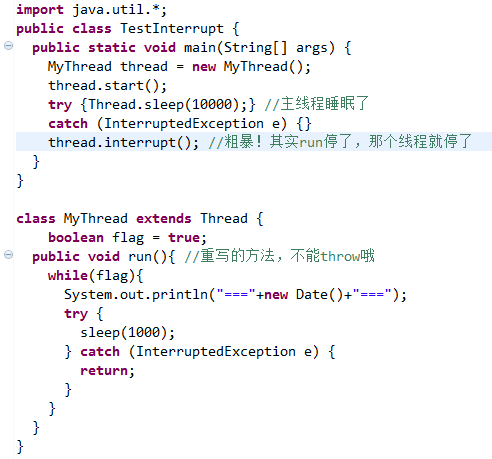 import java.util.*;
public class TestInterrupt {
  public static void main(String[] args) {
    MyThread thread = new MyThread();
    thread.start();
    try {Thread.sleep(10000);} //主线程睡眠了
    catch (InterruptedException e) {}
    thread.interrupt(); //粗暴！其实run停了，那个线程就停了
  }
}

class MyThread extends Thread {
    boolean flag = true;
  public void run(){ //重写的方法，不能throw哦
    while(flag){
      System.out.println("==="+new Date()+"===");
      try {
        sleep(1000);
      } catch (InterruptedException e) {
        return;
      }
    }
  }
}